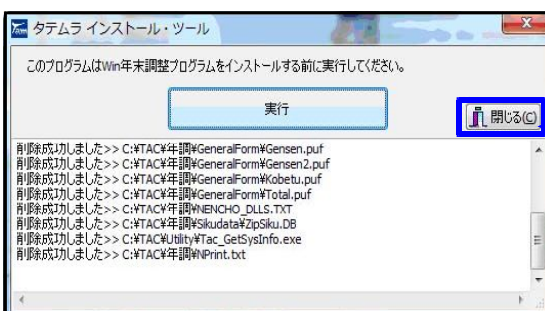 タテムラ インストール・ツール
このプログラムはWin年末調整プログラムをインストールする前に実行してください。
実行
閉じる(C)
削除成功しました>> C:¥TAC¥年調¥GeneralForm¥Gensen.puf
削除成功しました>> C:¥TAC¥年調¥GeneralForm¥Gensen2.puf
削除成功しました>> C:¥TAC¥年調¥GeneralForm¥Kobetu.puf
削除成功しました>> C:¥TAC¥年調¥GeneralForm¥Total.puf
削除成功しました>> C:¥TAC¥年調¥NENCHO_DLLS.TXT
削除成功しました>> C:¥TAC¥年調¥Sikudata¥ZipSiku.DB
削除成功しました>> C:¥TAC¥Utility¥Tac_GetSysInfo.exe
削除成功しました>> C:¥TAC¥年調¥NPrint.txt